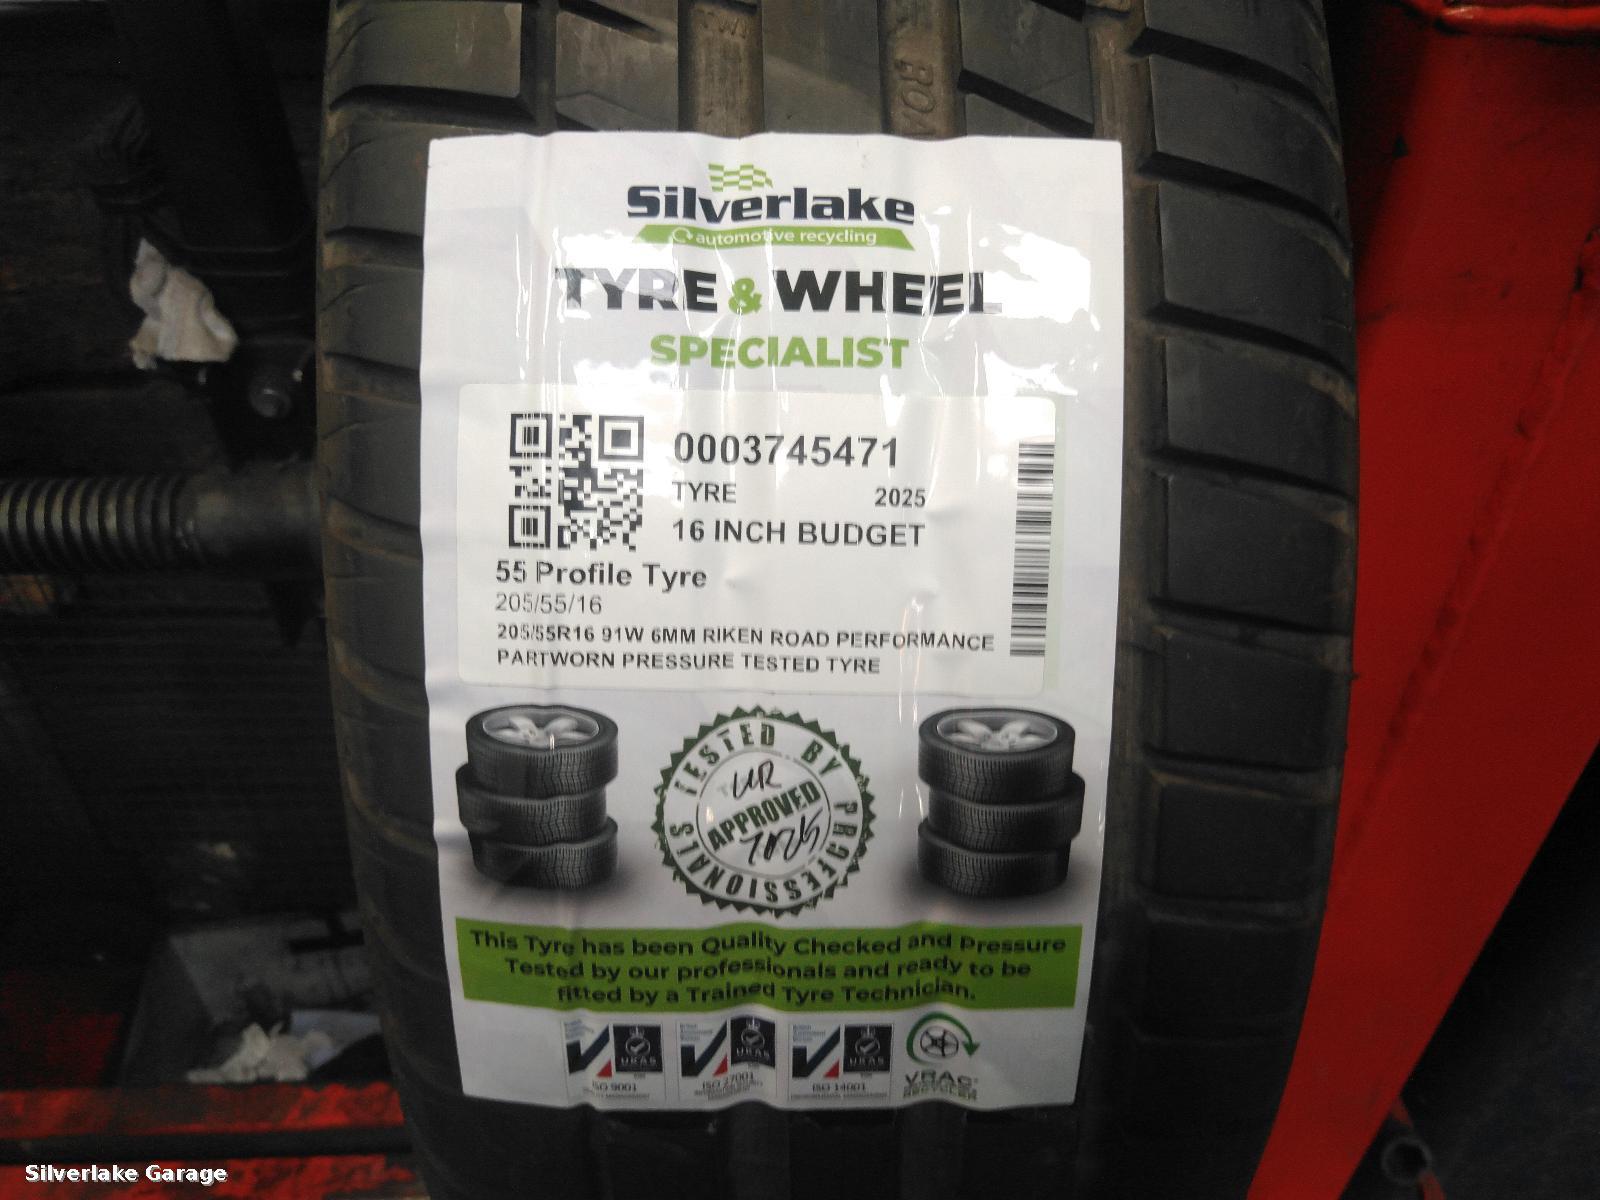 TWI
ROA
Silverlake
automotive recycling
TYRE & WHEEL
SPECIALIST
0003745471
TYRE 2025
16 INCH BUDGET
55 Profile Tyre
205/55/16
205/55R16 91W 6MM RIKEN ROAD PERFORMANCE
PARTWORN PRESSURE TESTED TYRE
TESTED BY PROFESSIONALS
APPROVED
This Tyre has been Quality Checked and Pressure
Tested by our professionals and ready to be
fitted by a Trained Tyre Technician.
UKAS UKAS UKAS
ISO 9001 ISO 27001 ISO 14001 VRAC
Silverlake Garage